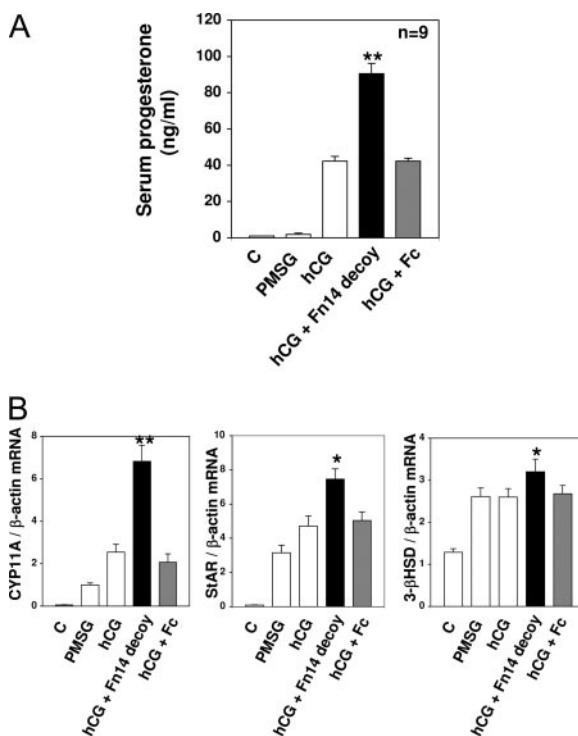 A
n=9
Serum progesterone
(ng/ml)
120
100
80
60
40
20
0
**
C
PMSG
hCG
hCG + Fn14 decoy
hCG + Fc
B
CYP11A / β-actin mRNA
8
6
4
2
0
**
C
PMSG
hCG
hCG + Fn14 decoy
hCG + Fc
StAR / β-actin mRNA
10
8
6
4
2
0
*
C
PMSG
hCG
hCG + Fn14 decoy
hCG + Fc
3-βHSD / β-actin mRNA
4
3
2
1
0
*
C
PMSG
hCG
hCG + Fn14 decoy
hCG + Fc